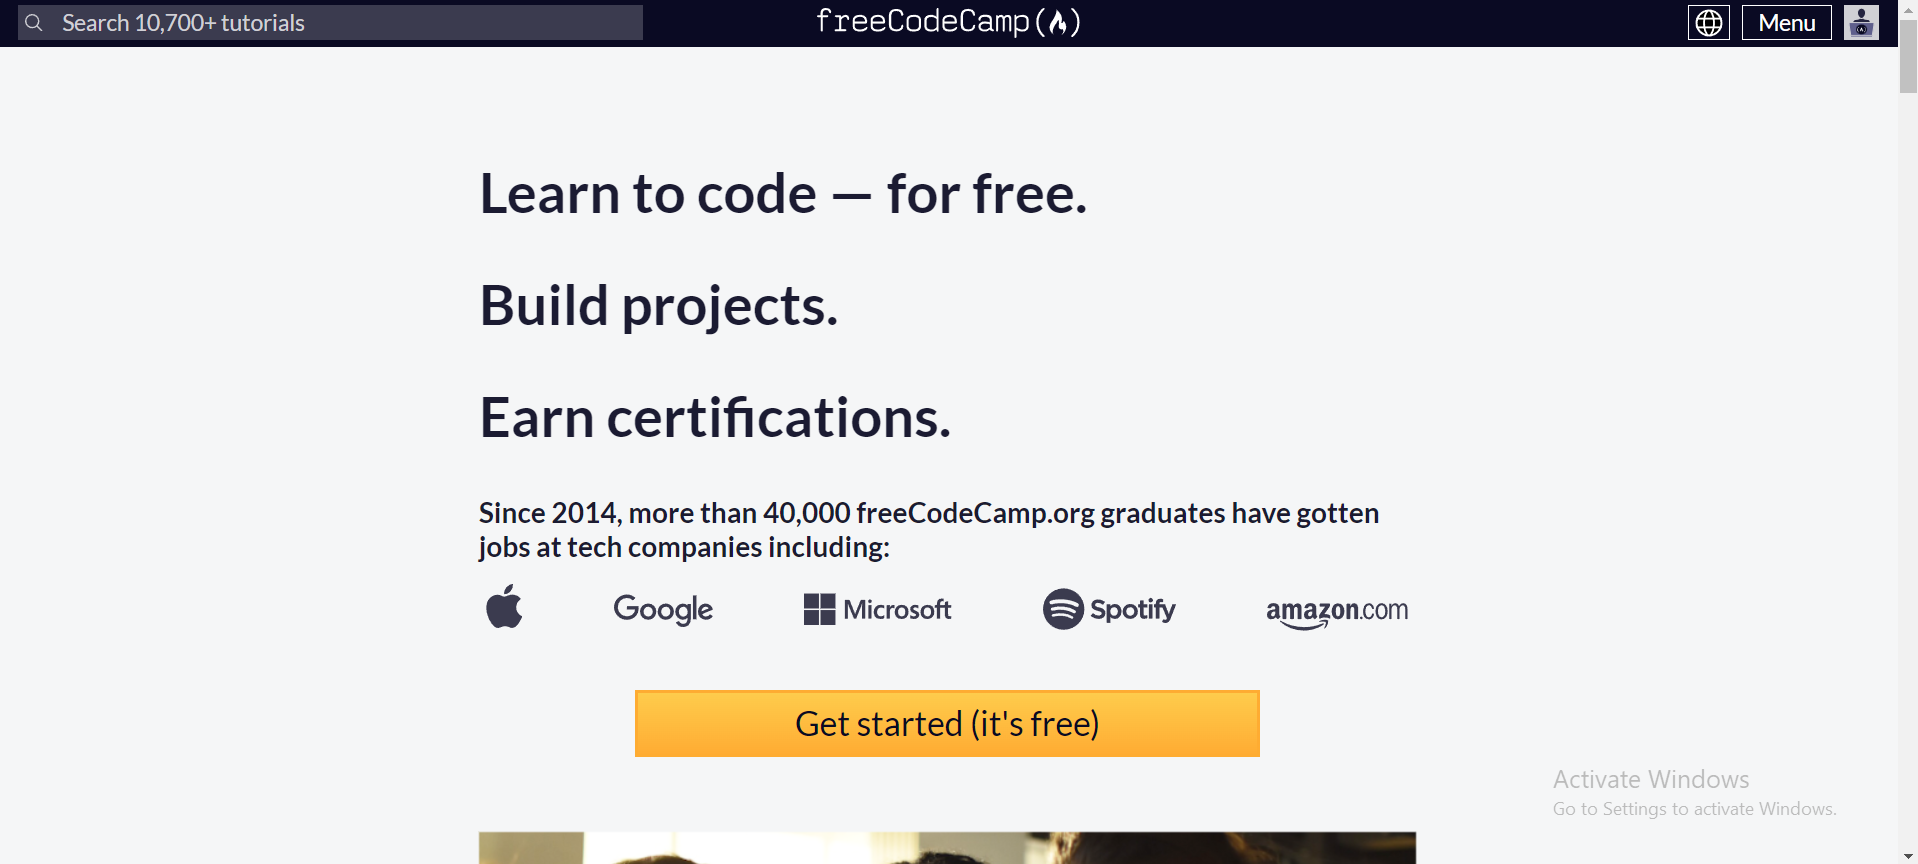 Search 10,700+ tutorials
freeCodeCamp
Menu
Learn to code — for free.
Build projects.
Earn certifications.
Since 2014, more than 40,000 freeCodeCamp.org graduates have gotten
jobs at tech companies including:
Google
Microsoft
Spotify
amazon.com
Get started (it's free)
Activate Windows
Go to Settings to activate Windows.